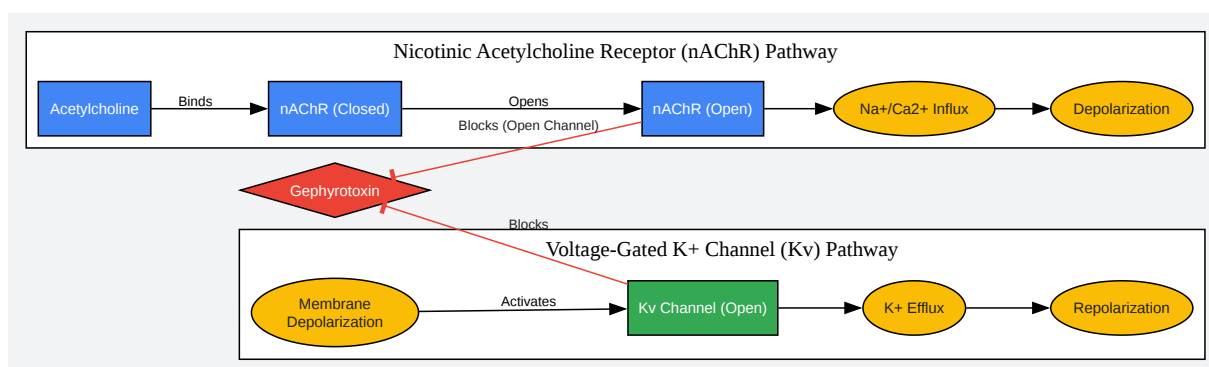 Nicotinic Acetylcholine Receptor (nAChR) Pathway
Acetylcholine
Binds
nAChR (Closed)
Opens
nAChR (Open)
Na+/Ca2+ Influx
Depolarization
Blocks (Open Channel)
Gephyrotoxin
Blocks
Voltage-Gated K+ Channel (Kv) Pathway
Membrane
Depolarization
Activates
Kv Channel (Open)
K+ Efflux
Repolarization